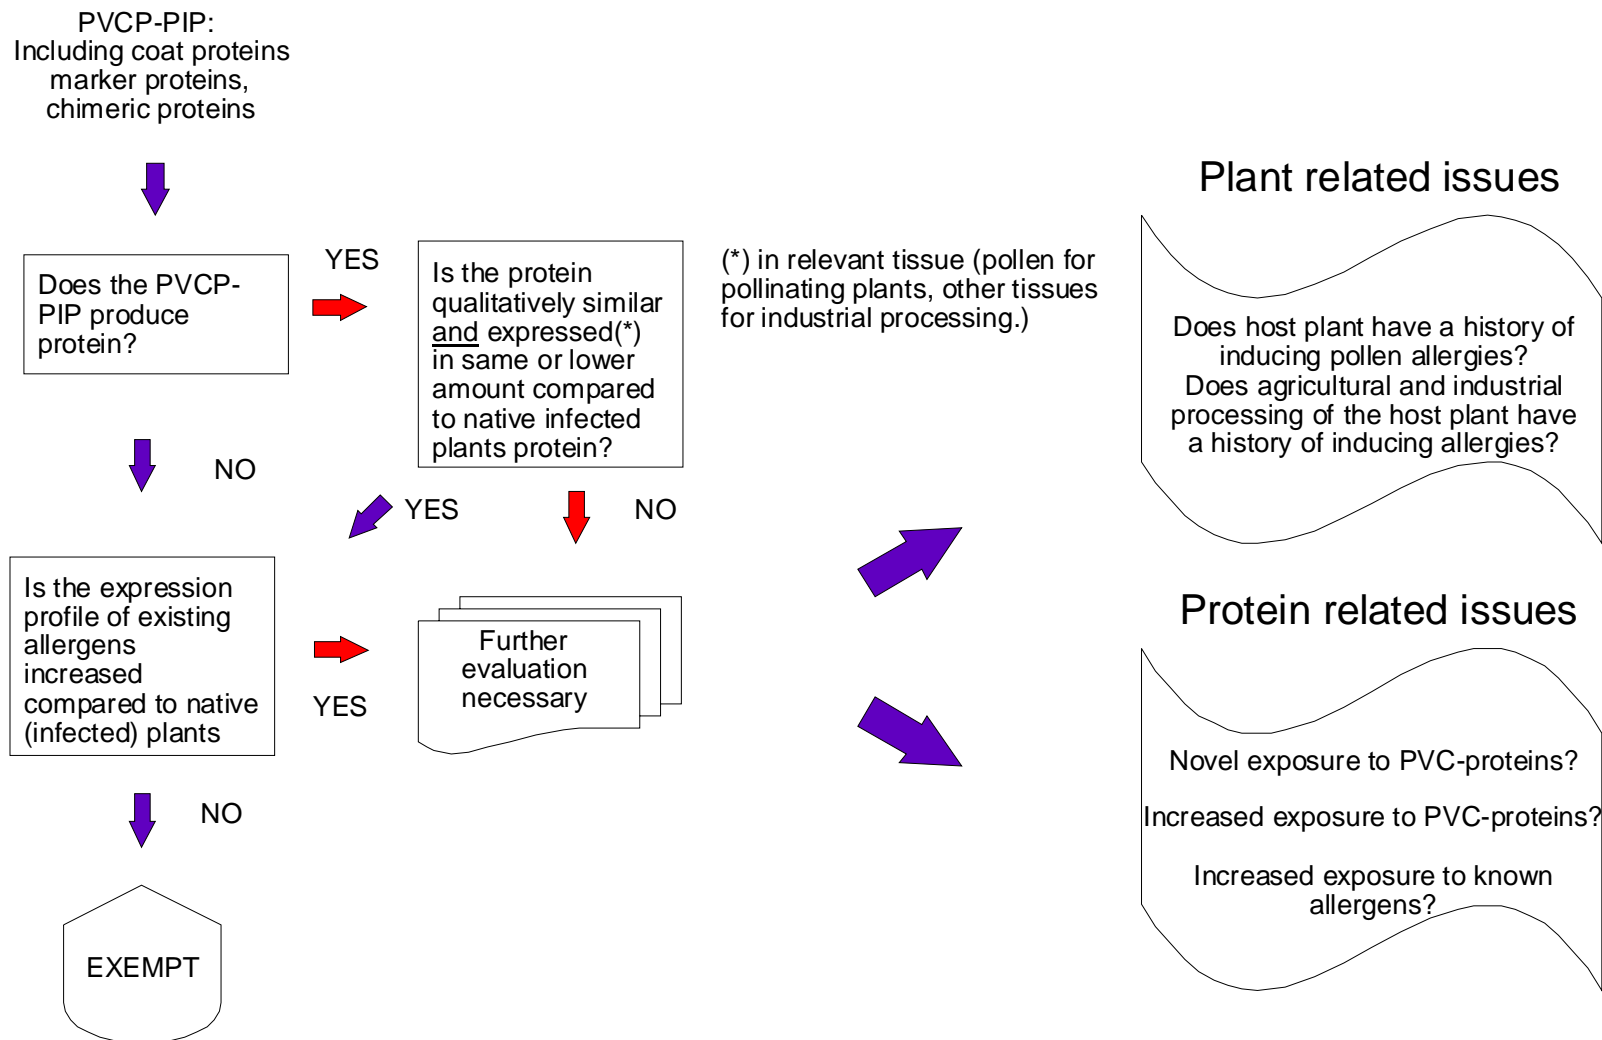 PVCP-PIP:
Including coat proteins
marker proteins,
chimeric proteins
Does the PVCP-
PIP produce
protein?
YES
Is the protein
qualitatively similar
and expressed(*)
in same or lower
amount compared
to native infected
plants protein?
(*) in relevant tissue (pollen for
pollinating plants, other tissues
for industrial processing.)
NO
YES
NO
Is the expression
profile of existing
allergens
increased
compared to native
(infected) plants
YES
Further
evaluation
necessary
NO
EXEMPT
Plant related issues
Does host plant have a history of
inducing pollen allergies?
Does agricultural and industrial
processing of the host plant have
a history of inducing allergies?
Protein related issues
Novel exposure to PVC-proteins?
Increased exposure to PVC-proteins?
Increased exposure to known
allergens?